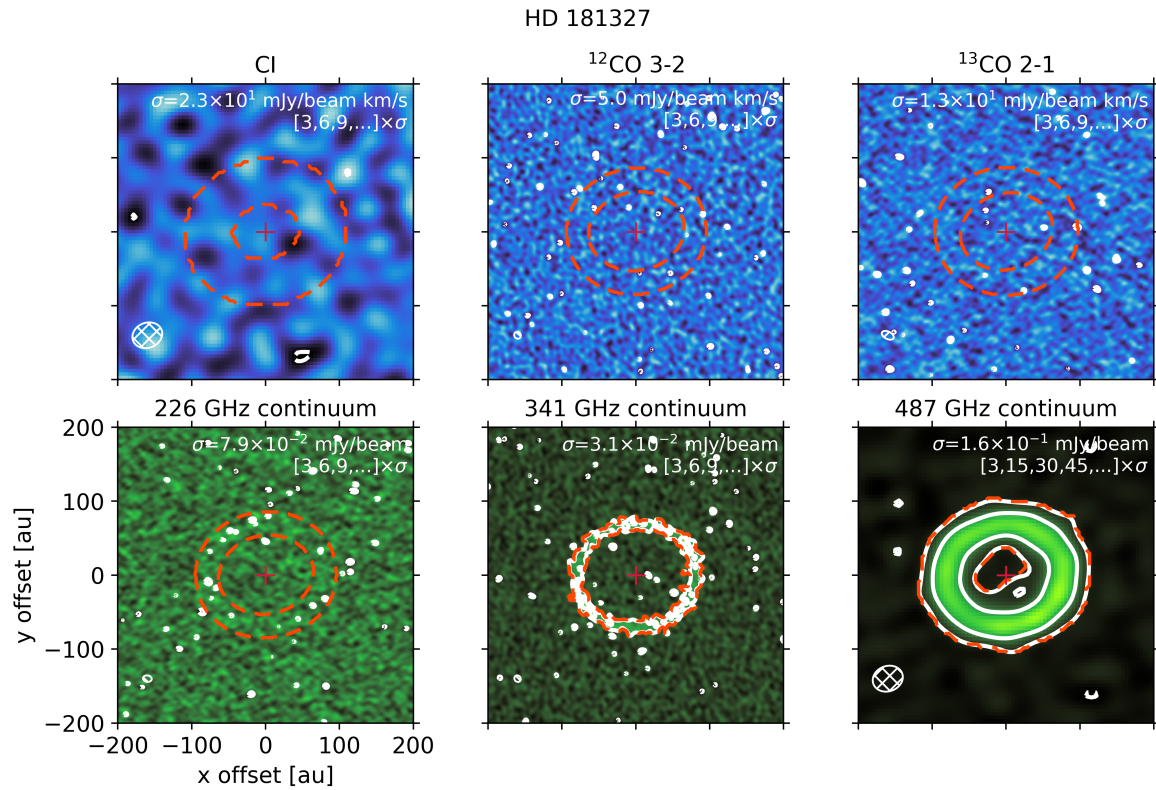 HD 181327
CI
σ=2.3×10¹ mJy/beam km/s
[3,6,9,...]×σ
¹²CO 3-2
σ=5.0 mJy/beam km/s
[3,6,9,...]×σ
¹³CO 2-1
σ=1.3×10¹ mJy/beam km/s
[3,6,9,...]×σ
226 GHz continuum
σ=7.9×10⁻² mJy/beam
[3,6,9,...]×σ
341 GHz continuum
σ=3.1×10⁻² mJy/beam
[3,6,9,...]×σ
487 GHz continuum
σ=1.6×10⁻¹ mJy/beam
[3,15,30,45,...]×σ
200
100
0
−100
−200
y offset [au]
−200 −100 0 100 200
x offset [au]